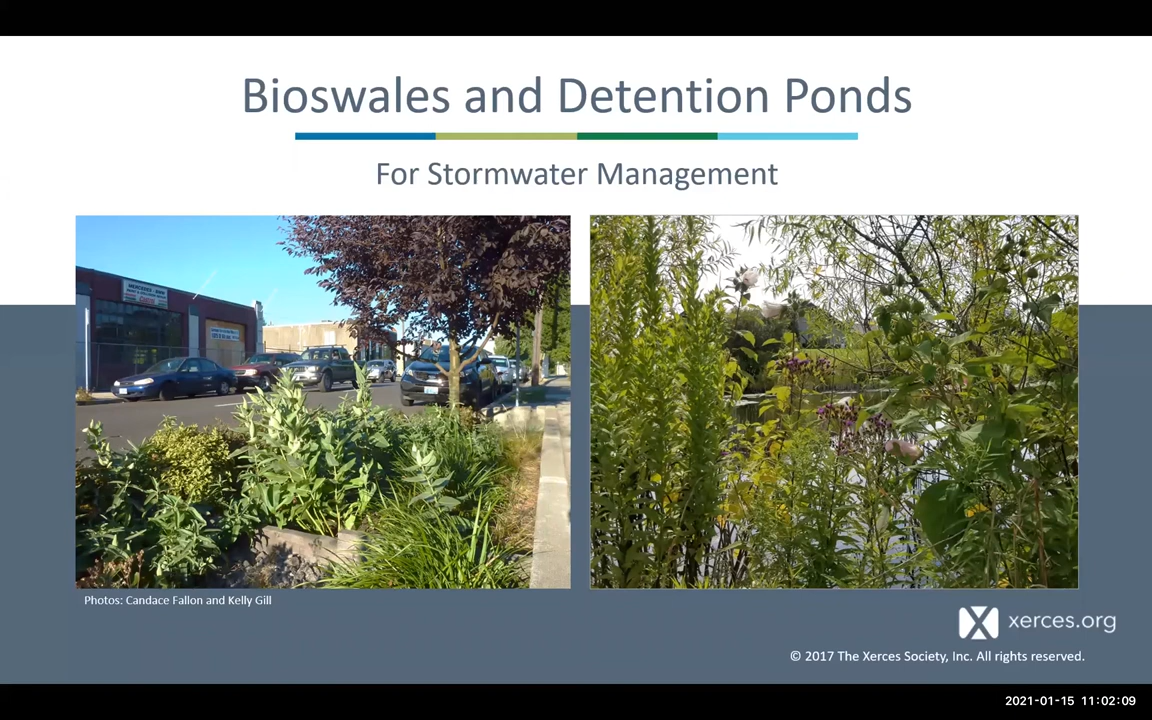 Bioswales and Detention Ponds
For Stormwater Management
Photos: Candace Fallon and Kelly Gill
xerces.org
© 2017 The Xerces Society, Inc. All rights reserved.
2021-01-15 11:02:09